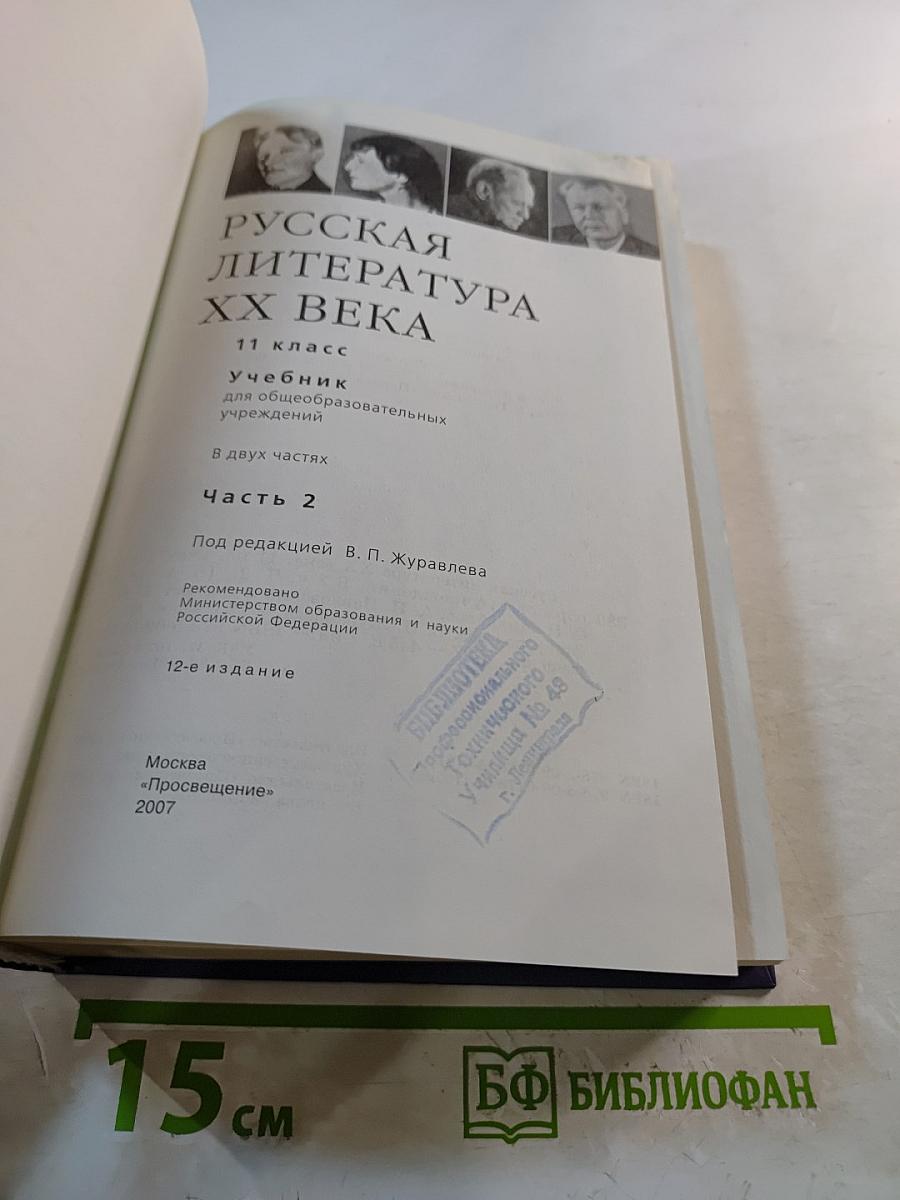 РУССКАЯ
ЛИТЕРАТУРА
XX ВЕКА
11 класс
Учебник
для общеобразовательных
учреждений
В двух частях
Часть 2
Под редакцией В. П. Журавлева
Рекомендовано
Министерством образования и науки
Российской Федерации
12-е издание
БИБЛИОТЕКА
Профессионального
Технического
Училища № 48
г. Ленинграда
Москва
«Просвещение»
2007
15 см
БФ БИБЛИОФАН